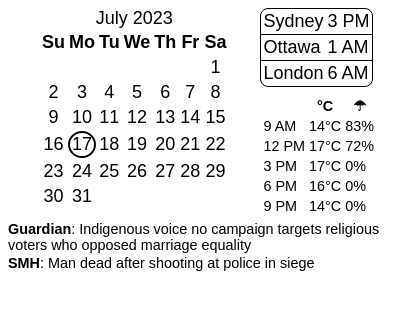 July 2023
Su Mo Tu We Th Fr Sa
1
2 3 4 5 6 7 8
9 10 11 12 13 14 15
16 17 18 19 20 21 22
23 24 25 26 27 28 29
30 31
Sydney 3 PM
Ottawa 1 AM
London 6 AM
°C ☂
9 AM 14°C 83%
12 PM 17°C 72%
3 PM 17°C 0%
6 PM 16°C 0%
9 PM 14°C 0%
Guardian: Indigenous voice no campaign targets religious
voters who opposed marriage equality
SMH: Man dead after shooting at police in siege